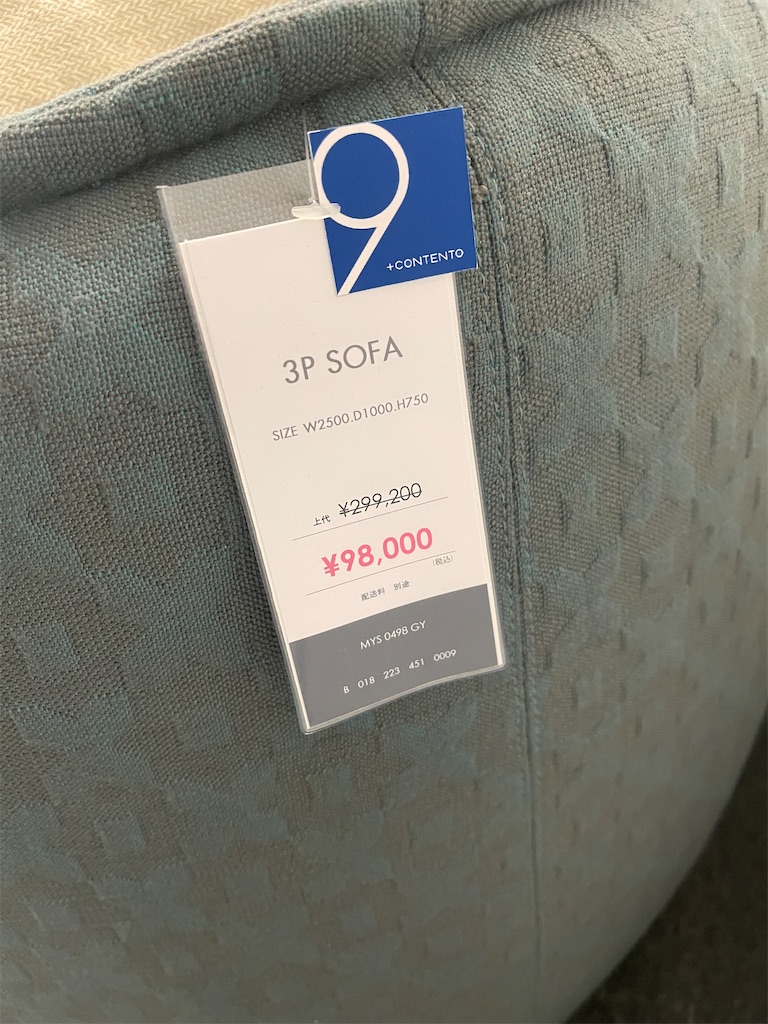 9
+CONTENTO
3P SOFA
SIZE W2500.D1000.H750
上代 ¥299,200
¥98,000
(税込)
配送料 別途
MYS 0498 GY
B 018 223 451 0009